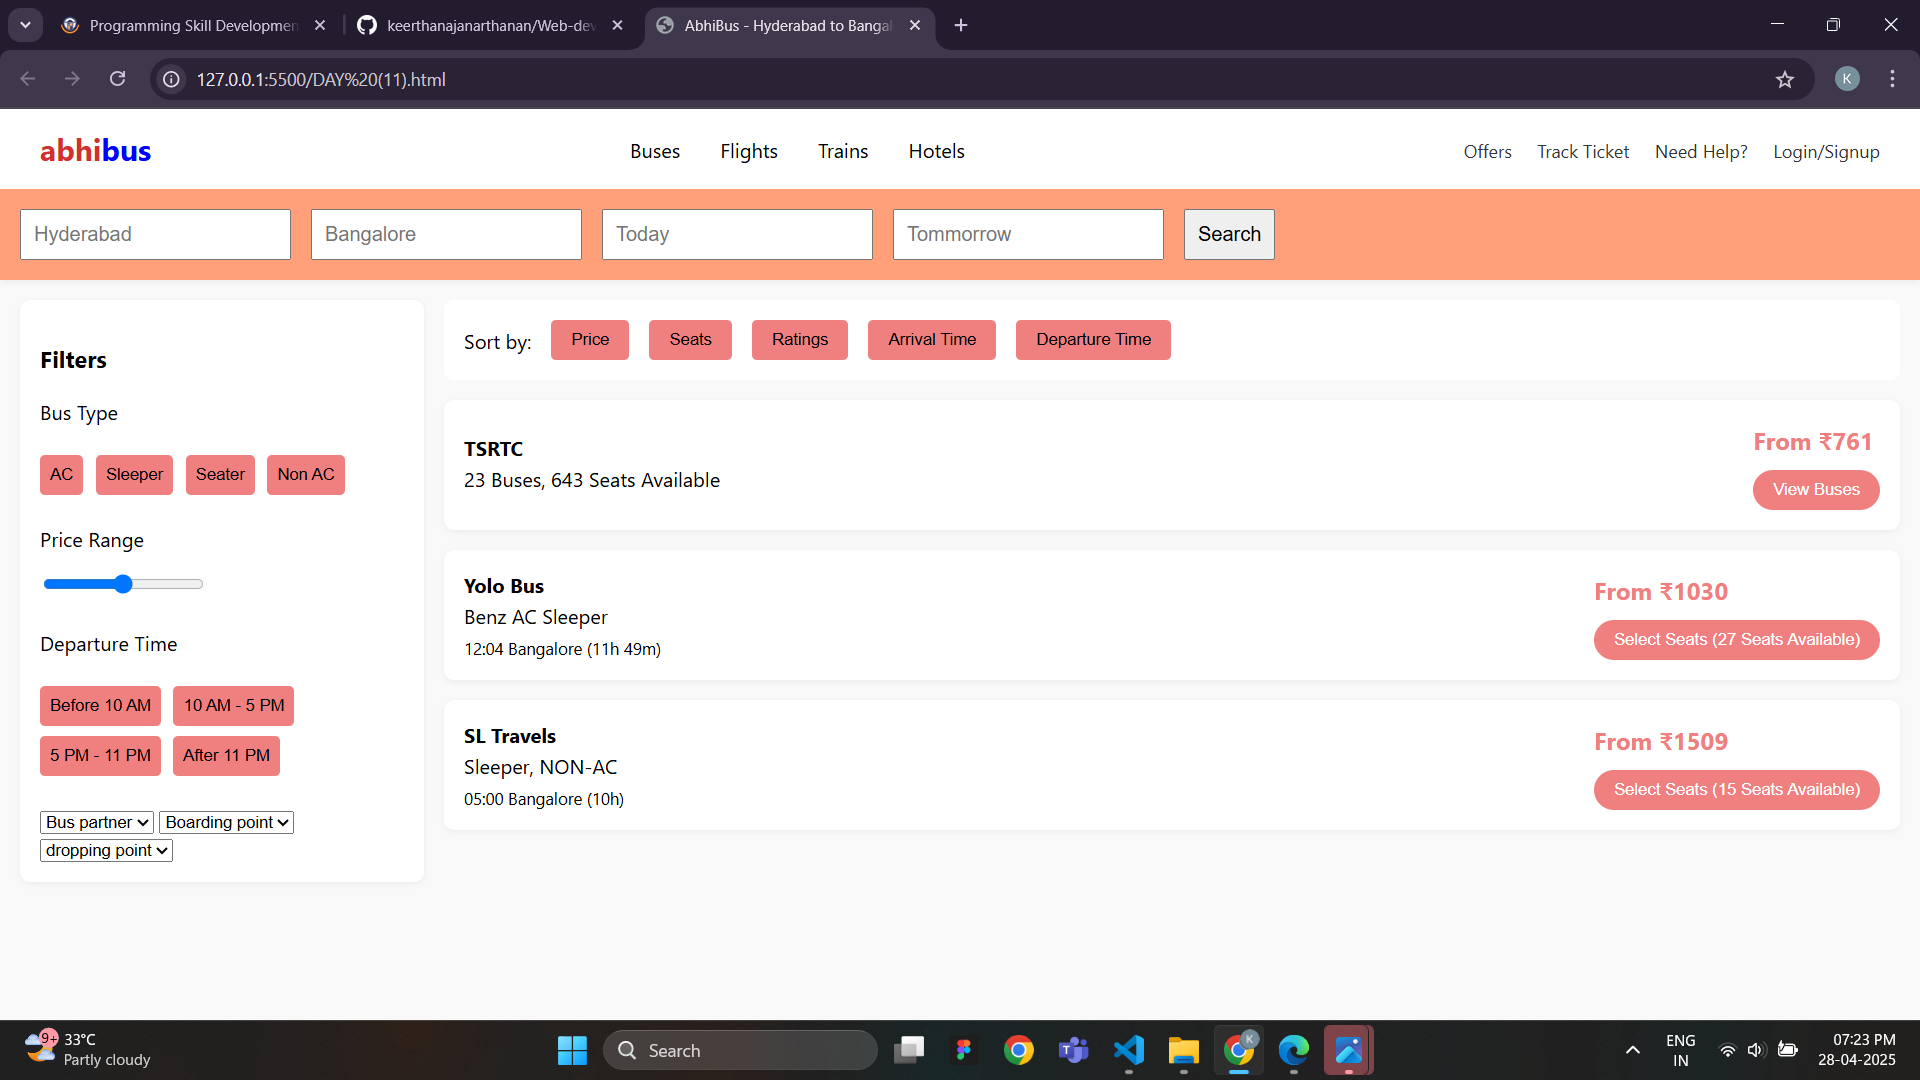 Programming Skill Developmen
keerthanajanarthanan/Web-dev
AbhiBus - Hyderabad to Bangal
127.0.0.1:5500/DAY%20(11).html
K
abhibus
Buses Flights Trains Hotels
Offers Track Ticket Need Help? Login/Signup
Hyderabad Bangalore Today Tommorrow Search
Filters
Bus Type
AC Sleeper Seater Non AC
Price Range
Departure Time
Before 10 AM 10 AM - 5 PM
5 PM - 11 PM After 11 PM
Bus partner Boarding point
dropping point
Sort by: Price Seats Ratings Arrival Time Departure Time
TSRTC
23 Buses, 643 Seats Available
From ₹761
View Buses
Yolo Bus
Benz AC Sleeper
12:04 Bangalore (11h 49m)
From ₹1030
Select Seats (27 Seats Available)
SL Travels
Sleeper, NON-AC
05:00 Bangalore (10h)
From ₹1509
Select Seats (15 Seats Available)
9+
33°C
Partly cloudy
Search
T
K
ENG
IN
07:23 PM
28-04-2025